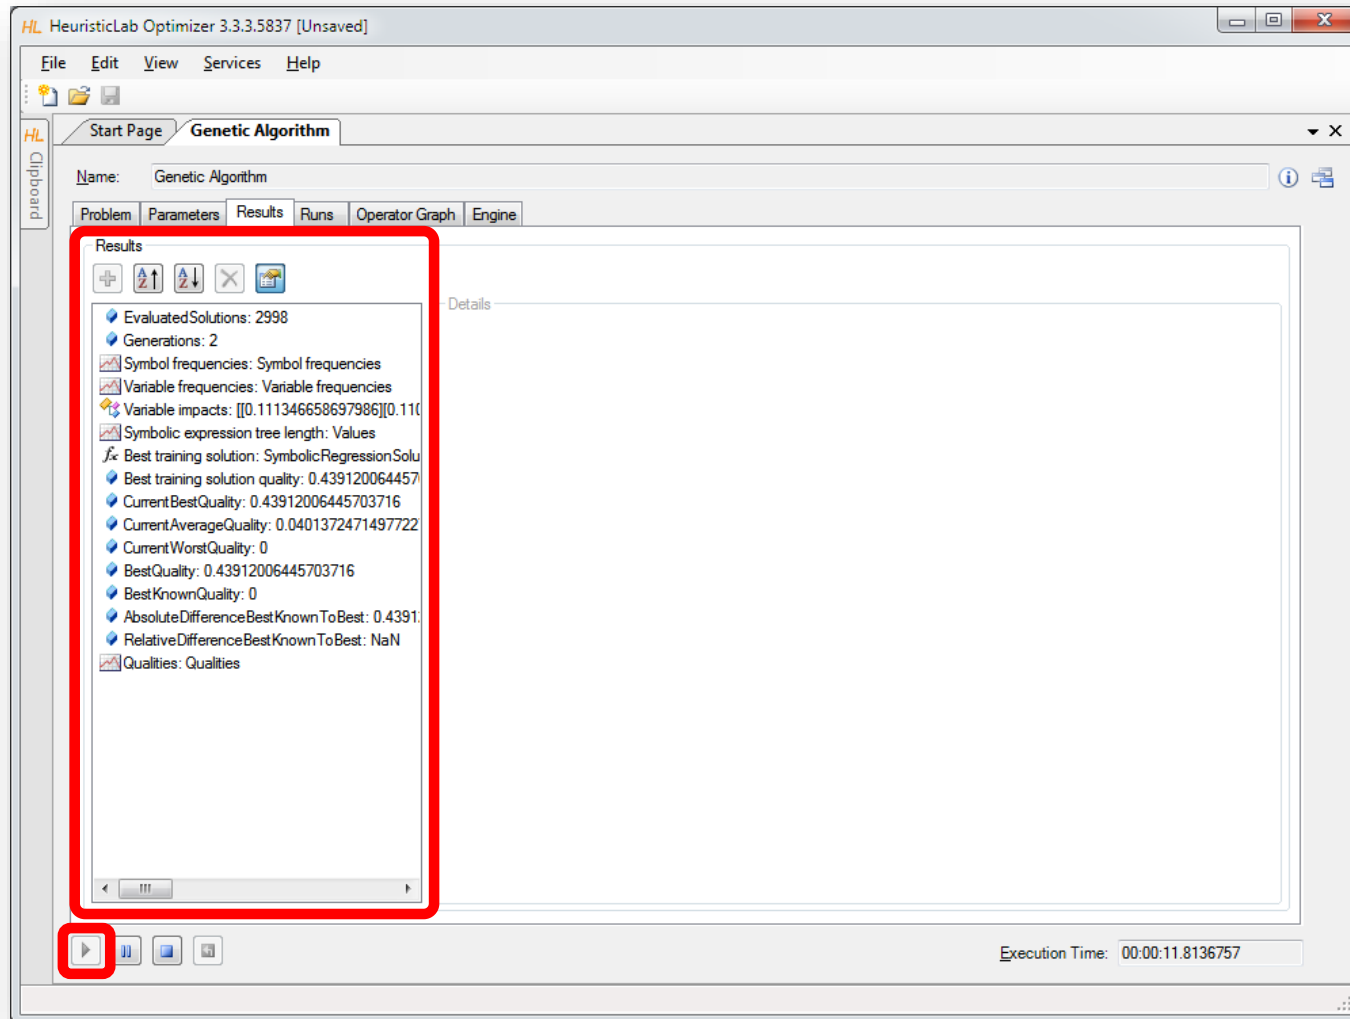 HL HeuristicLab Optimizer 3.3.3.5837 [Unsaved]
File Edit View Services Help
HL Clipboard
Start Page Genetic Algorithm
Name: Genetic Algorithm
Problem Parameters Results Runs Operator Graph Engine
Results
Details
EvaluatedSolutions: 2998
Generations: 2
Symbol frequencies: Symbol frequencies
Variable frequencies: Variable frequencies
Variable impacts: [[0.111346658697986][0.110
Symbolic expression tree length: Values
Best training solution: SymbolicRegressionSolu
Best training solution quality: 0.4391200644570
CurrentBestQuality: 0.43912006445703716
CurrentAverageQuality: 0.0401372471497722
CurrentWorstQuality: 0
BestQuality: 0.43912006445703716
BestKnownQuality: 0
AbsoluteDifferenceBestKnownToBest: 0.4391
RelativeDifferenceBestKnownToBest: NaN
Qualities: Qualities
Execution Time: 00:00:11.8136757